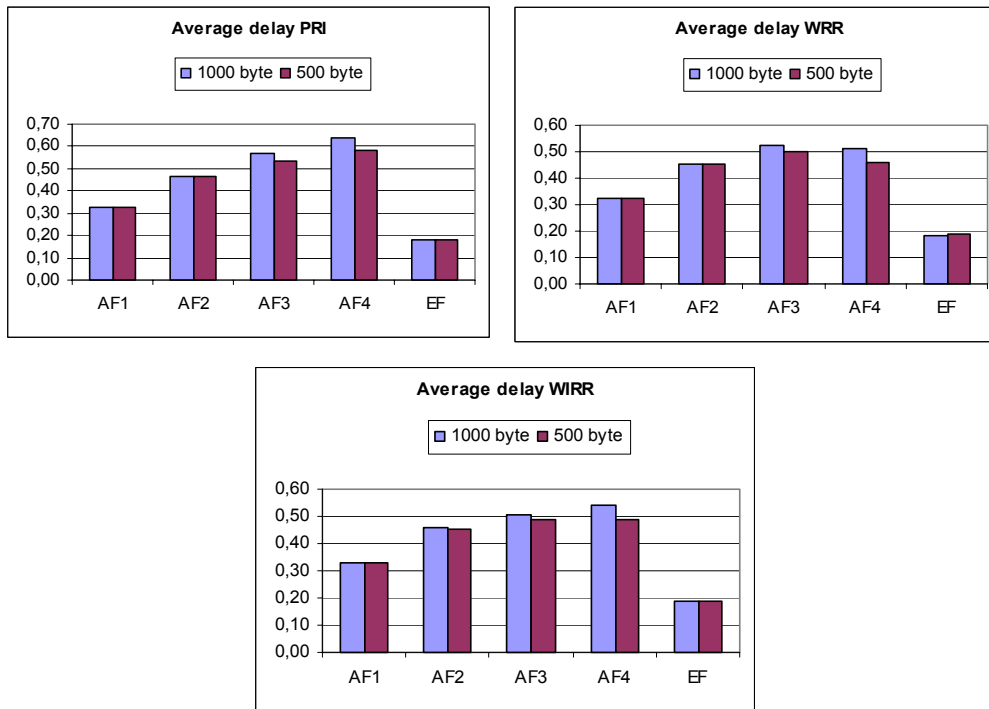 Average delay PRI
1000 byte 500 byte
0,70
0,60
0,50
0,40
0,30
0,20
0,10
0,00
AF1 AF2 AF3 AF4 EF
Average delay WRR
1000 byte 500 byte
0,60
0,50
0,40
0,30
0,20
0,10
0,00
AF1 AF2 AF3 AF4 EF
Average delay WIRR
1000 byte 500 byte
0,60
0,50
0,40
0,30
0,20
0,10
0,00
AF1 AF2 AF3 AF4 EF